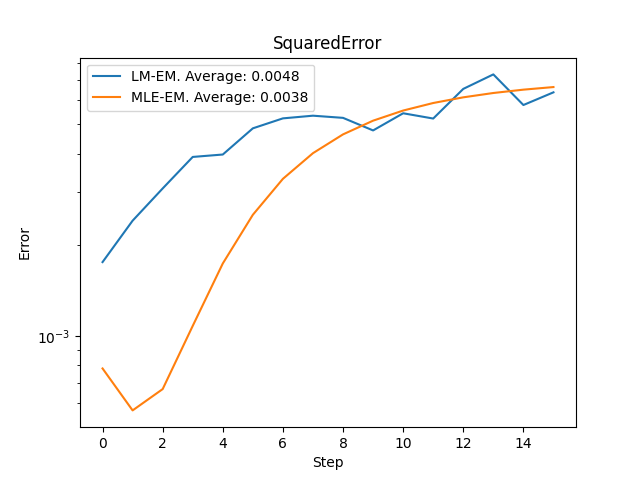 SquaredError
LM-EM. Average: 0.0048
MLE-EM. Average: 0.0038
Error
10⁻³
0 2 4 6 8 10 12 14
Step